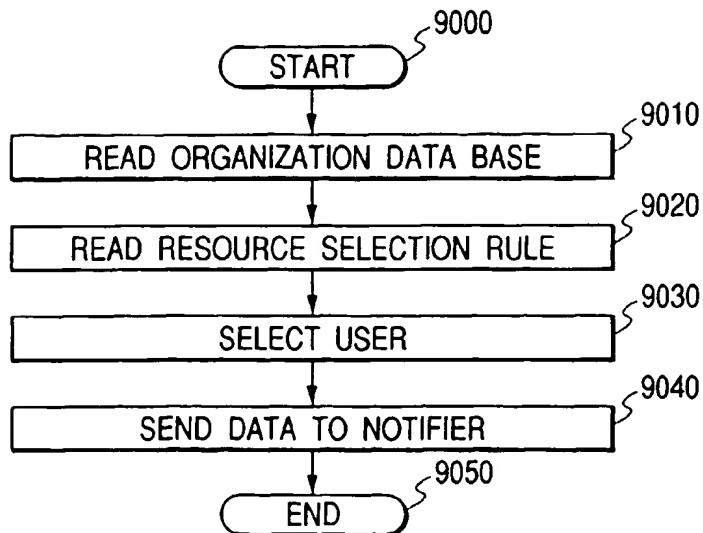 9000
START
9010
READ ORGANIZATION DATA BASE
9020
READ RESOURCE SELECTION RULE
9030
SELECT USER
9040
SEND DATA TO NOTIFIER
9050
END